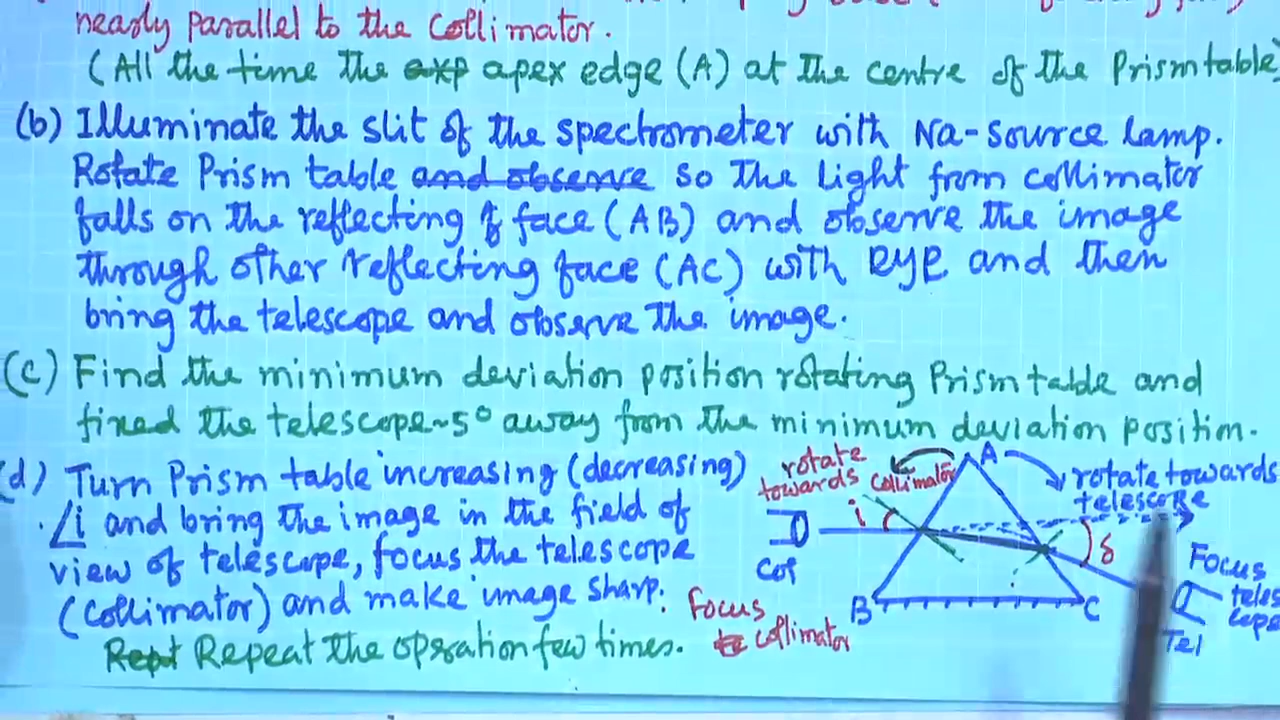 nearly parallel to the collimator.
(All the time the exp apex edge (A) at the centre of the Prism table
(b) Illuminate the slit of the spectrometer with Na-source lamp.
Rotate Prism table and observe so the light from collimator
falls on the reflecting f face (AB) and observe the image
through other reflecting face (AC) with eye and then
bring the telescope and observe the image.
(c) Find the minimum deviation position rotating Prism table and
fixed the telescope ~5° away from the minimum deviation position.
(d) Turn Prism table increasing (decreasing)
∠i and bring the image in the field of
view of telescope, focus the telescope
(collimator) and make image sharp.
Rept Repeat the operation few times.
rotate
towards collimator
A
rotate towards
telescope
i
δ
Col
B
C
Focus
teles
cope
Tel
Focus
te collimator